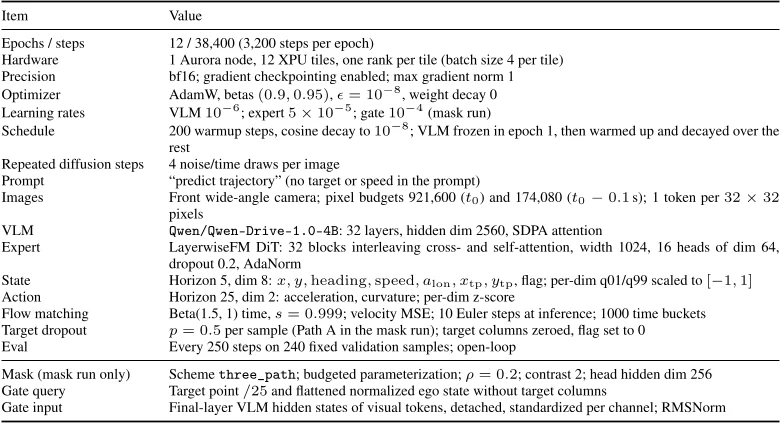 Item Value
Epochs / steps 12 / 38,400 (3,200 steps per epoch)
Hardware 1 Aurora node, 12 XPU tiles, one rank per tile (batch size 4 per tile)
Precision bf16; gradient checkpointing enabled; max gradient norm 1
Optimizer AdamW, betas (0.9, 0.95), ϵ = 10⁻⁸, weight decay 0
Learning rates VLM 10⁻⁶; expert 5 × 10⁻⁵; gate 10⁻⁴ (mask run)
Schedule 200 warmup steps, cosine decay to 10⁻⁸; VLM frozen in epoch 1, then warmed up and decayed over the
rest
Repeated diffusion steps 4 noise/time draws per image
Prompt “predict trajectory” (no target or speed in the prompt)
Images Front wide-angle camera; pixel budgets 921,600 (t₀) and 174,080 (t₀ − 0.1 s); 1 token per 32 × 32
pixels
VLM Qwen/Qwen-Drive-1.0-4B: 32 layers, hidden dim 2560, SDPA attention
Expert LayerwiseFM DiT: 32 blocks interleaving cross- and self-attention, width 1024, 16 heads of dim 64,
dropout 0.2, AdaNorm
State Horizon 5, dim 8: x, y, heading, speed, a_lon, x_tp, y_tp, flag; per-dim q01/q99 scaled to [−1, 1]
Action Horizon 25, dim 2: acceleration, curvature; per-dim z-score
Flow matching Beta(1.5, 1) time, s = 0.999; velocity MSE; 10 Euler steps at inference; 1000 time buckets
Target dropout p = 0.5 per sample (Path A in the mask run); target columns zeroed, flag set to 0
Eval Every 250 steps on 240 fixed validation samples; open-loop
Mask (mask run only) Scheme three_path; budgeted parameterization; ρ = 0.2; contrast 2; head hidden dim 256
Gate query Target point /25 and flattened normalized ego state without target columns
Gate input Final-layer VLM hidden states of visual tokens, detached, standardized per channel; RMSNorm